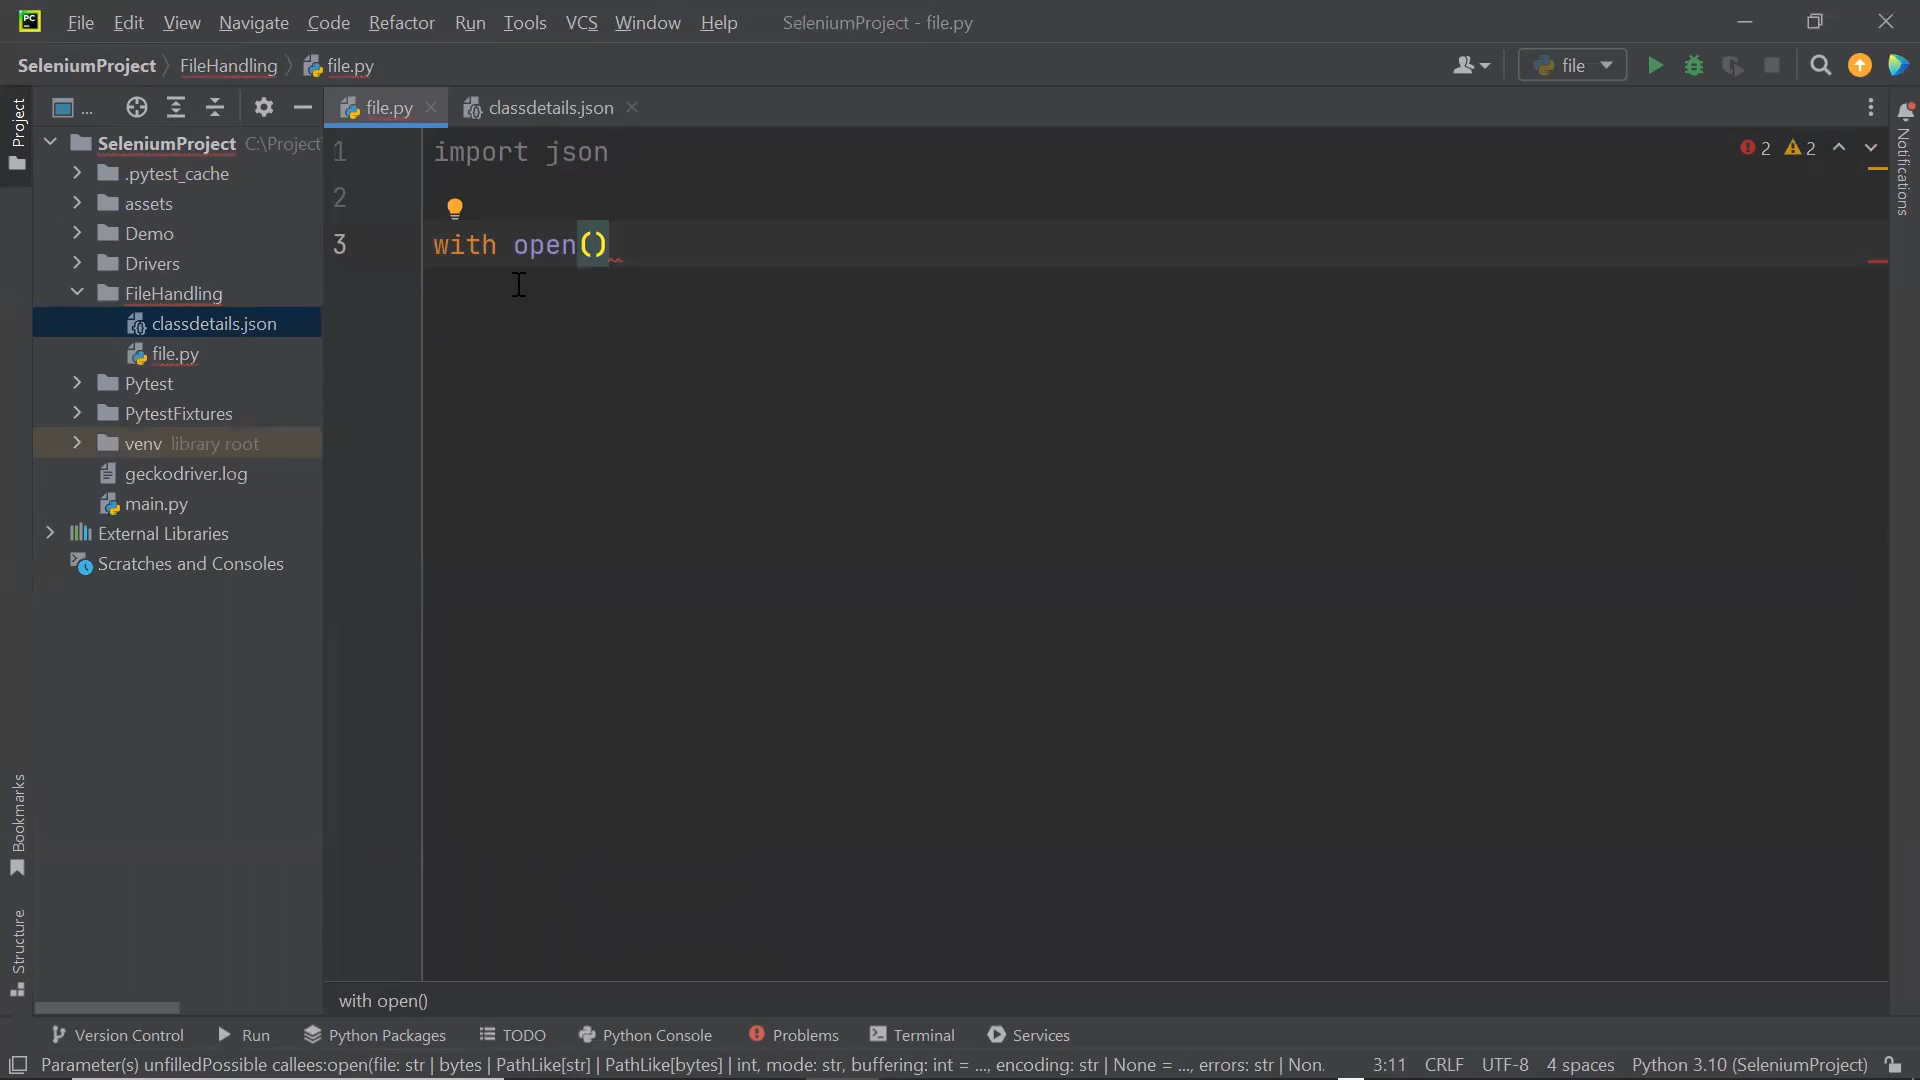 PC File Edit View Navigate Code Refactor Run Tools VCS Window Help SeleniumProject - file.py
SeleniumProject FileHandling file.py file
Project
...
file.py classdetails.json
SeleniumProject C:\Project
.pytest_cache
assets
Demo
Drivers
FileHandling
classdetails.json
file.py
Pytest
PytestFixtures
venv library root
geckodriver.log
main.py
External Libraries
Scratches and Consoles
1 import json
2
3 with open()
2 2
Notifications
Bookmarks
Structure
with open()
Version Control Run Python Packages TODO Python Console Problems Terminal Services
Parameter(s) unfilledPossible callees:open(file: str | bytes | PathLike[str] | PathLike[bytes] | int, mode: str, buffering: int = ..., encoding: str | None = ..., errors: str | Non. 3:11 CRLF UTF-8 4 spaces Python 3.10 (SeleniumProject)